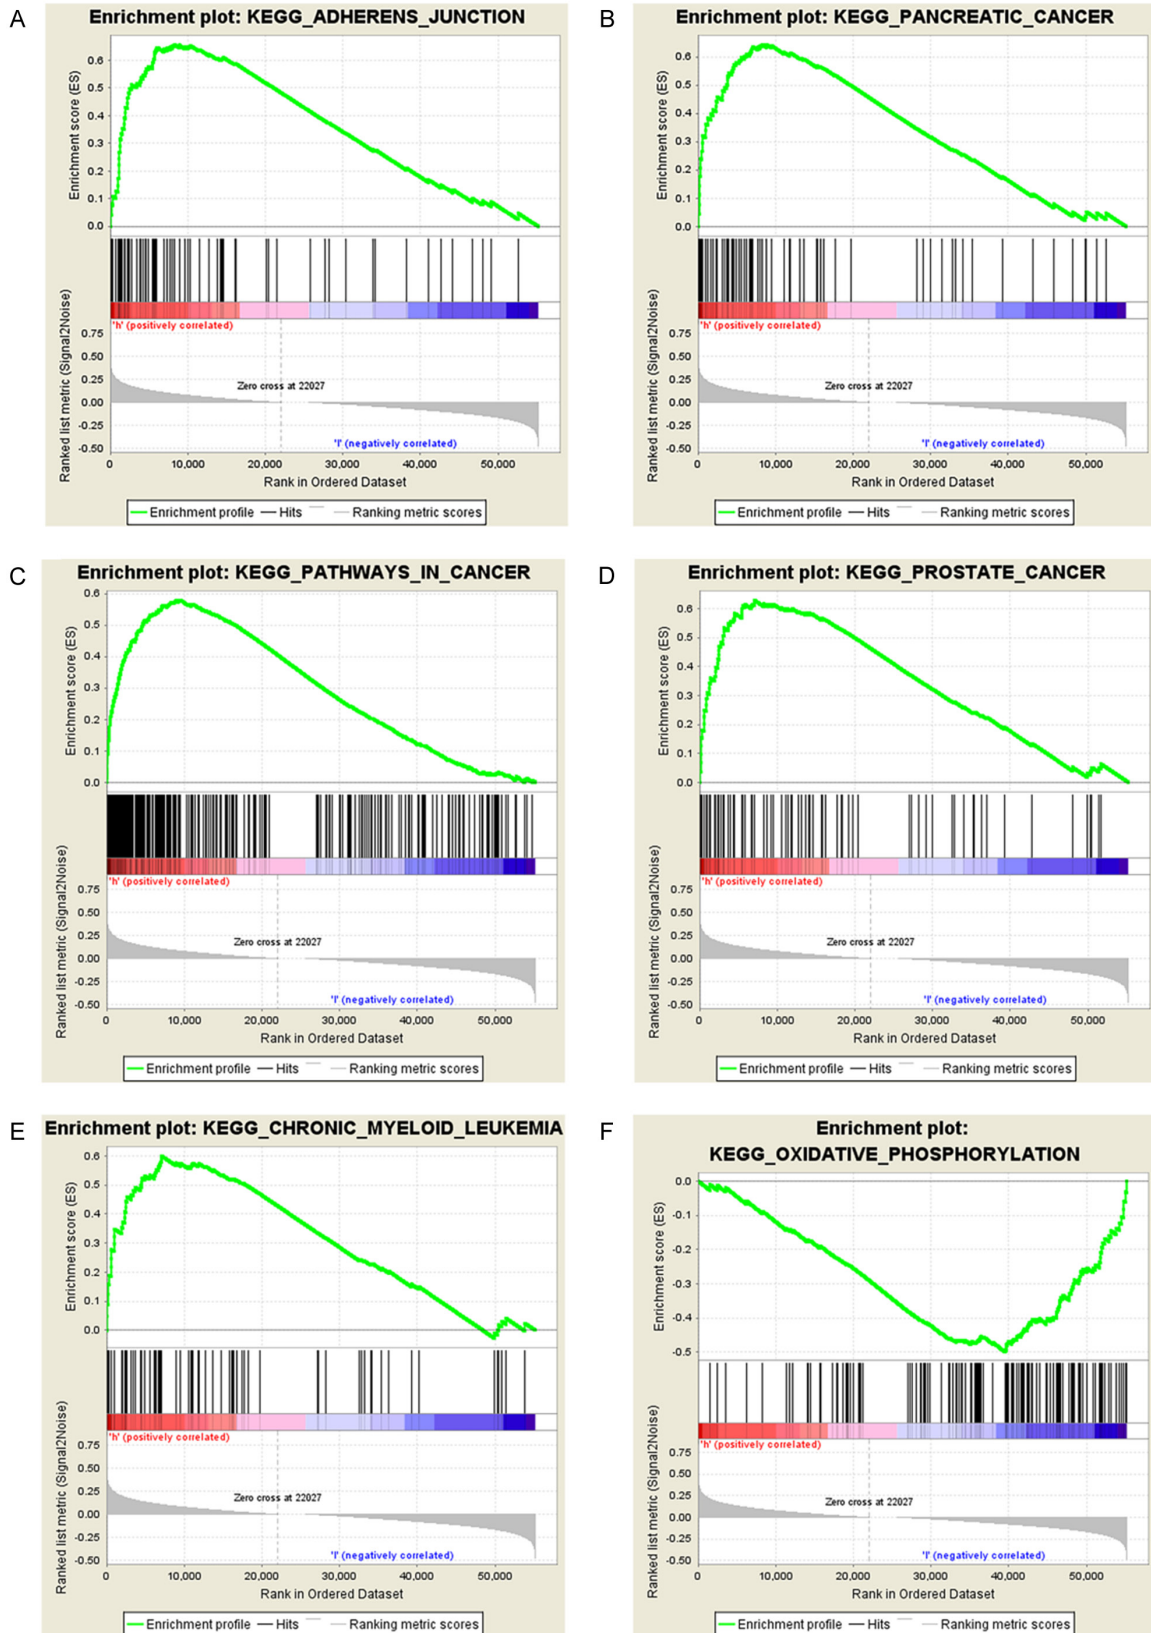 A
Enrichment plot: KEGG_ADHERENS_JUNCTION
Enrichment score (ES)
0.6
0.5
0.4
0.3
0.2
0.1
0.0
'h' (positively correlated)
Ranked list metric (Signal2Noise)
0.75
0.50
0.25
0.00
-0.25
-0.50
Zero cross at 22027
'l' (negatively correlated)
0 10,000 20,000 30,000 40,000 50,000
Rank in Ordered Dataset
Enrichment profile Hits Ranking metric scores
B
Enrichment plot: KEGG_PANCREATIC_CANCER
Enrichment score (ES)
0.6
0.5
0.4
0.3
0.2
0.1
0.0
'h' (positively correlated)
Ranked list metric (Signal2Noise)
0.75
0.50
0.25
0.00
-0.25
-0.50
Zero cross at 22027
'l' (negatively correlated)
0 10,000 20,000 30,000 40,000 50,000
Rank in Ordered Dataset
Enrichment profile Hits Ranking metric scores
C
Enrichment plot: KEGG_PATHWAYS_IN_CANCER
Enrichment score (ES)
0.6
0.5
0.4
0.3
0.2
0.1
0.0
'h' (positively correlated)
Ranked list metric (Signal2Noise)
0.75
0.50
0.25
0.00
-0.25
-0.50
Zero cross at 22027
'l' (negatively correlated)
0 10,000 20,000 30,000 40,000 50,000
Rank in Ordered Dataset
Enrichment profile Hits Ranking metric scores
D
Enrichment plot: KEGG_PROSTATE_CANCER
Enrichment score (ES)
0.6
0.5
0.4
0.3
0.2
0.1
0.0
'h' (positively correlated)
Ranked list metric (Signal2Noise)
0.75
0.50
0.25
0.00
-0.25
-0.50
Zero cross at 22027
'l' (negatively correlated)
0 10,000 20,000 30,000 40,000 50,000
Rank in Ordered Dataset
Enrichment profile Hits Ranking metric scores
E
Enrichment plot: KEGG_CHRONIC_MYELOID_LEUKEMIA
Enrichment score (ES)
0.6
0.5
0.4
0.3
0.2
0.1
0.0
'h' (positively correlated)
Ranked list metric (Signal2Noise)
0.75
0.50
0.25
0.00
-0.25
-0.50
Zero cross at 22027
'l' (negatively correlated)
0 10,000 20,000 30,000 40,000 50,000
Rank in Ordered Dataset
Enrichment profile Hits Ranking metric scores
F
Enrichment plot:
KEGG_OXIDATIVE_PHOSPHORYLATION
Enrichment score (ES)
0.0
-0.1
-0.2
-0.3
-0.4
-0.5
'h' (positively correlated)
Ranked list metric (Signal2Noise)
0.75
0.50
0.25
0.00
-0.25
-0.50
Zero cross at 22027
'l' (negatively correlated)
0 10,000 20,000 30,000 40,000 50,000
Rank in Ordered Dataset
Enrichment profile Hits Ranking metric scores